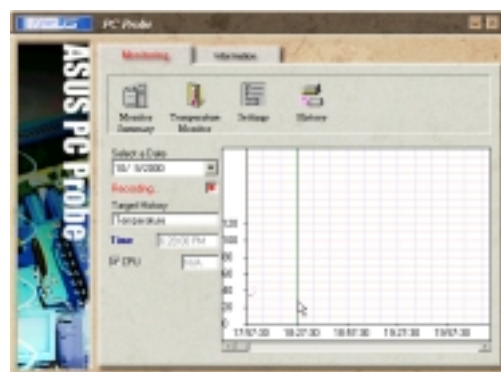 PC Probe
Monitoring
Information
ASUS PC Probe
Monitor Summary
Temperature Monitor
Settings
History
Select a Date
Recording...
Target History
Temperature
Time
CPU
N/A
120
100
80
60
40
20
0
17:57:30 18:27:30 18:57:30 19:27:30 19:57:30